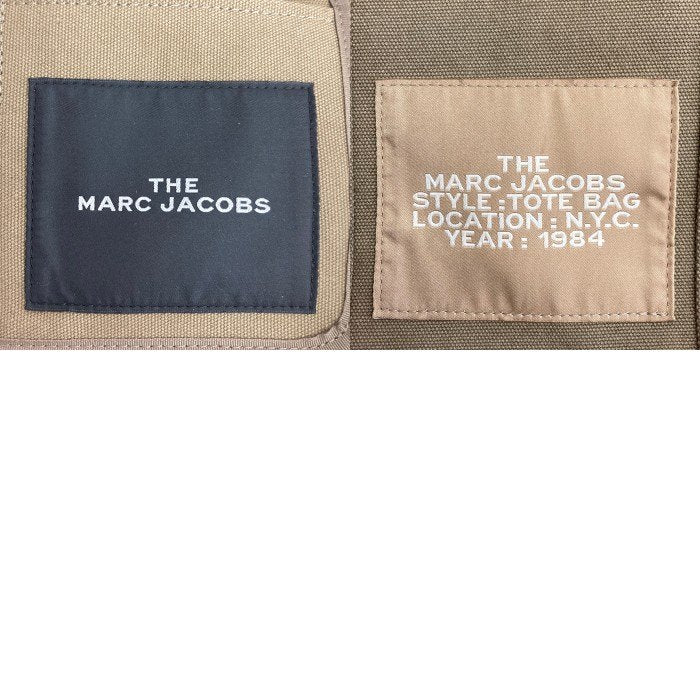 THE
MARC JACOBS
THE
MARC JACOBS
STYLE :TOTE BAG
LOCATION : N.Y.C.
YEAR : 1984